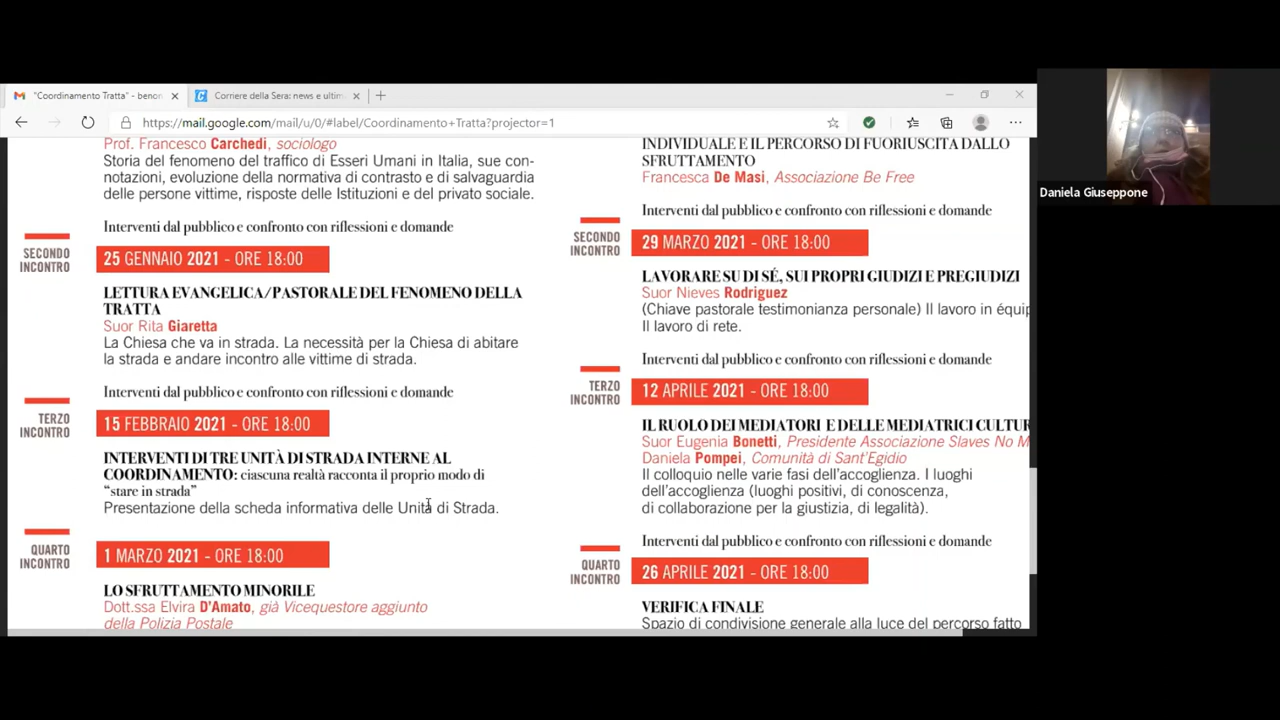 "Coordinamento Tratta" - benon
Corriere della Sera: news e ultim
https://mail.google.com/mail/u/0/#label/Coordinamento+Tratta?projector=1
Prof. Francesco Carchedi, sociologo
Storia del fenomeno del traffico di Esseri Umani in Italia, sue con-
notazioni, evoluzione della normativa di contrasto e di salvaguardia
delle persone vittime, risposte delle Istituzioni e del privato sociale.
Interventi dal pubblico e confronto con riflessioni e domande
SECONDO
INCONTRO
25 GENNAIO 2021 - ORE 18:00
LETTURA EVANGELICA/PASTORALE DEL FENOMENO DELLA
TRATTA
Suor Rita Giaretta
La Chiesa che va in strada. La necessità per la Chiesa di abitare
la strada e andare incontro alle vittime di strada.
Interventi dal pubblico e confronto con riflessioni e domande
TERZO
INCONTRO
15 FEBBRAIO 2021 - ORE 18:00
INTERVENTI DI TRE UNITÀ DI STRADA INTERNE AL
COORDINAMENTO: ciascuna realtà racconta il proprio modo di
“stare in strada”
Presentazione della scheda informativa delle Unità di Strada.
QUARTO
INCONTRO
1 MARZO 2021 - ORE 18:00
LO SFRUTTAMENTO MINORILE
Dott.ssa Elvira D'Amato, già Vicequestore aggiunto
della Polizia Postale
INDIVIDUALE E IL PERCORSO DI FUORIUSCITA DALLO
SFRUTTAMENTO
Francesca De Masi, Associazione Be Free
Interventi dal pubblico e confronto con riflessioni e domande
SECONDO
INCONTRO
29 MARZO 2021 - ORE 18:00
LAVORARE SU DI SÉ, SUI PROPRI GIUDIZI E PREGIUDIZI
Suor Nieves Rodriguez
(Chiave pastorale testimonianza personale) Il lavoro in équip
Il lavoro di rete.
Interventi dal pubblico e confronto con riflessioni e domande
TERZO
INCONTRO
12 APRILE 2021 - ORE 18:00
IL RUOLO DEI MEDIATORI E DELLE MEDIATRICI CULTUR
Suor Eugenia Bonetti, Presidente Associazione Slaves No M
Daniela Pompei, Comunità di Sant'Egidio
Il colloquio nelle varie fasi dell'accoglienza. I luoghi
dell'accoglienza (luoghi positivi, di conoscenza,
di collaborazione per la giustizia, di legalità).
Interventi dal pubblico e confronto con riflessioni e domande
QUARTO
INCONTRO
26 APRILE 2021 - ORE 18:00
VERIFICA FINALE
Spazio di condivisione generale alla luce del percorso fatto
Daniela Giuseppone